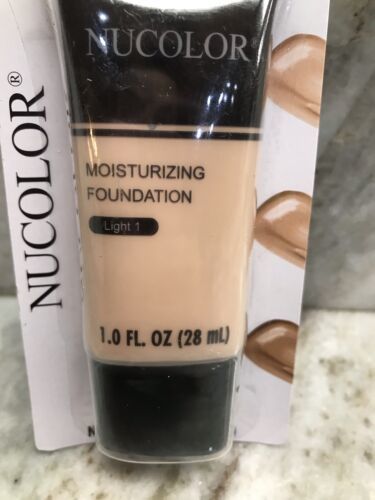 NUCOLOR®
NUCOLOR®
MOISTURIZING
FOUNDATION
Light 1
1.0 FL. OZ (28 mL)